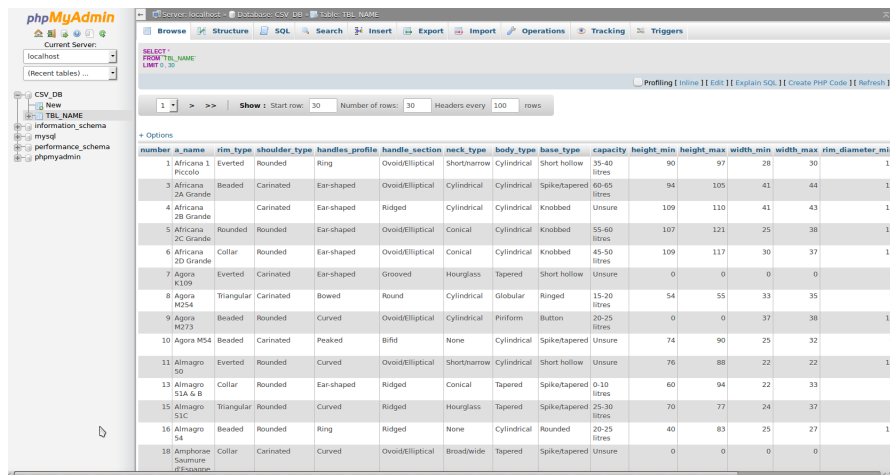 phpMyAdmin
Current Server:
localhost
(Recent tables) ...
CSV_DB
New
TBL_NAME
information_schema
mysql
performance_schema
phpmyadmin
Server: localhost » Database: CSV_DB » Table: TBL_NAME
Browse Structure SQL Search Insert Export Import Operations Tracking Triggers
SELECT *
FROM `TBL_NAME`
LIMIT 0 , 30
Profiling [ Inline ] [ Edit ] [ Explain SQL ] [ Create PHP Code ] [ Refresh ]
1 > >> Show : Start row: 30 Number of rows: 30 Headers every 100 rows
+ Options
number a_name rim_type shoulder_type handles_profile handle_section neck_type body_type base_type capacity height_min height_max width_min width_max rim_diameter_mi
1 Africana 1 Everted Rounded Ring Ovoid/Elliptical Short/narrow Cylindrical Short hollow 35-40 90 97 28 30 1
Piccolo litres
3 Africana Beaded Carinated Ear-shaped Ovoid/Elliptical Cylindrical Cylindrical Spike/tapered 60-65 94 105 41 44 1
2A Grande litres
4 Africana Carinated Ear-shaped Ridged Cylindrical Cylindrical Knobbed Unsure 109 110 41 43 1
2B Grande
5 Africana Rounded Rounded Ear-shaped Ovoid/Elliptical Conical Cylindrical Knobbed 55-60 107 121 25 38 1
2C Grande litres
6 Africana Collar Rounded Ear-shaped Ovoid/Elliptical Conical Cylindrical Knobbed 45-50 109 117 30 37 1
2D Grande litres
7 Agora Everted Carinated Ear-shaped Grooved Hourglass Tapered Short hollow Unsure 0 0 0 0
K109
8 Agora Triangular Carinated Bowed Round Cylindrical Globular Ringed 15-20 54 55 33 35
M254 litres
9 Agora Beaded Rounded Curved Ovoid/Elliptical Cylindrical Piriform Button 20-25 0 0 37 38 1
M273 litres
10 Agora M54 Beaded Carinated Peaked Bifid None Cylindrical Spike/tapered Unsure 74 90 25 32
11 Almagro Everted Rounded Curved Ovoid/Elliptical Short/narrow Cylindrical Short hollow Unsure 76 88 22 22 1
50
13 Almagro Collar Rounded Ear-shaped Ridged Conical Tapered Spike/tapered 0-10 60 94 22 33
51A & B litres
15 Almagro Triangular Rounded Curved Ridged Hourglass Tapered Spike/tapered 25-30 70 77 24 37
51C litres
16 Almagro Beaded Rounded Ring Ridged None Cylindrical Rounded 20-25 40 83 25 27 1
54 litres
18 Amphorae Collar Carinated Curved Ovoid/Elliptical Broad/wide Tapered Spike/tapered Unsure 0 0 0 0
Saumure
d'Espagne